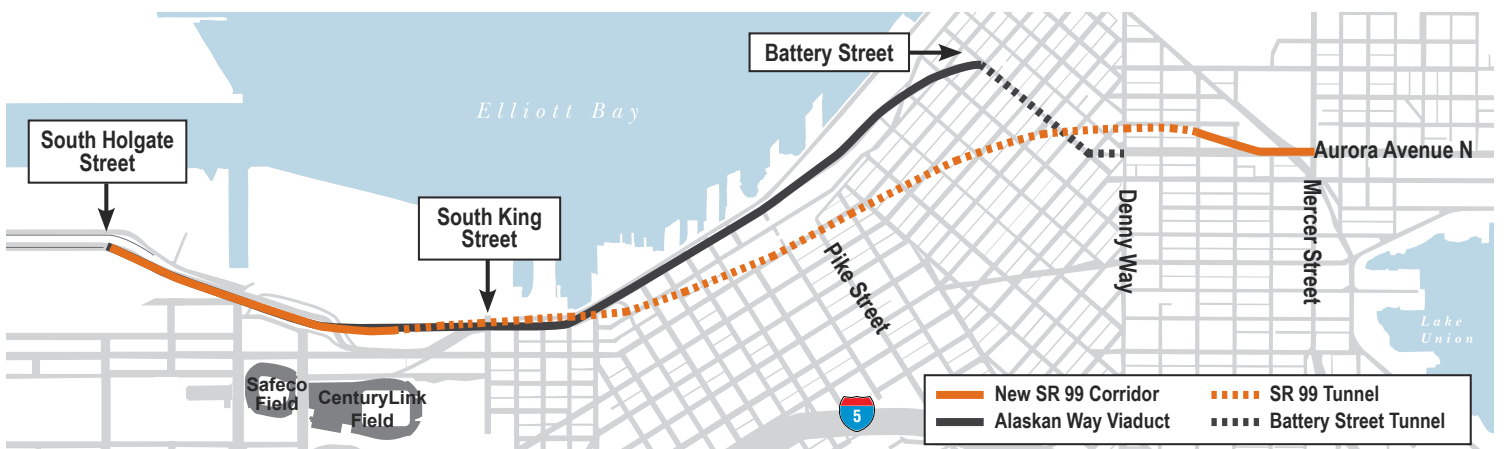 Battery Street
Elliott Bay
South Holgate
Street
Aurora Avenue N
South King
Street
Pike Street
Denny Way
Mercer Street
Lake
Union
Safeco
Field
CenturyLink
Field
5
New SR 99 Corridor
SR 99 Tunnel
Alaskan Way Viaduct
Battery Street Tunnel